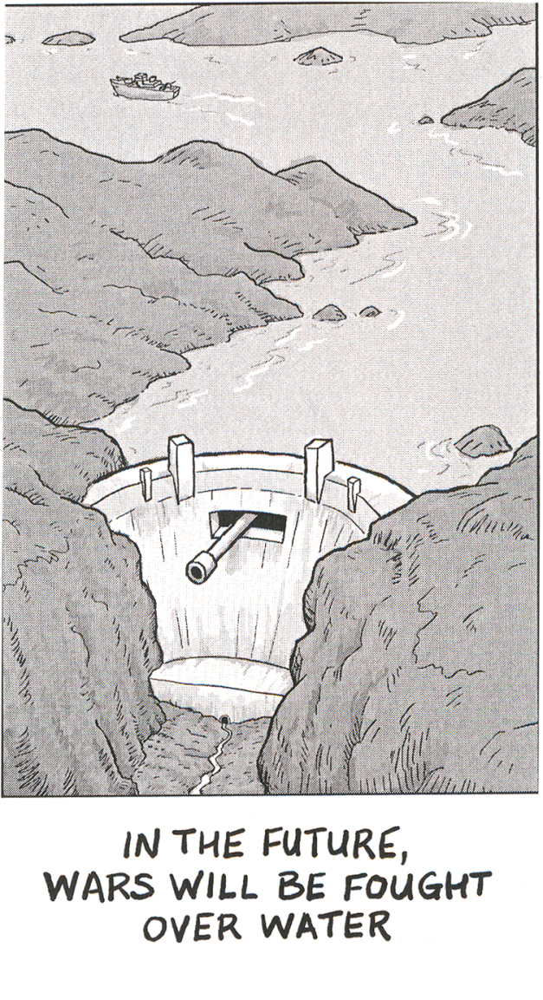 IN THE FUTURE,
WARS WILL BE FOUGHT
OVER WATER